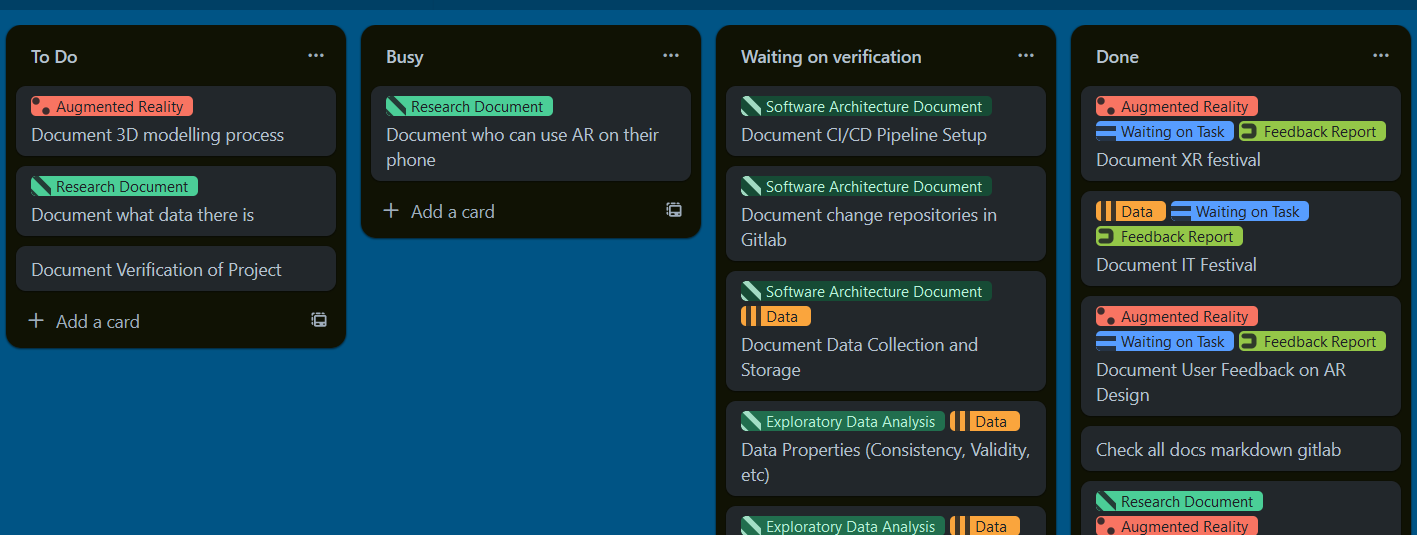 To Do
Augmented Reality
Document 3D modelling process
Research Document
Document what data there is
Document Verification of Project
Add a card
Busy
Research Document
Document who can use AR on their
phone
Add a card
Waiting on verification
Software Architecture Document
Document CI/CD Pipeline Setup
Software Architecture Document
Document change repositories in
Gitlab
Software Architecture Document
Data
Document Data Collection and
Storage
Exploratory Data Analysis Data
Data Properties (Consistency, Validity,
etc)
Exploratory Data Analysis Data
Done
Augmented Reality
Waiting on Task Feedback Report
Document XR festival
Data Waiting on Task
Feedback Report
Document IT Festival
Augmented Reality
Waiting on Task Feedback Report
Document User Feedback on AR
Design
Check all docs markdown gitlab
Research Document
Augmented Reality